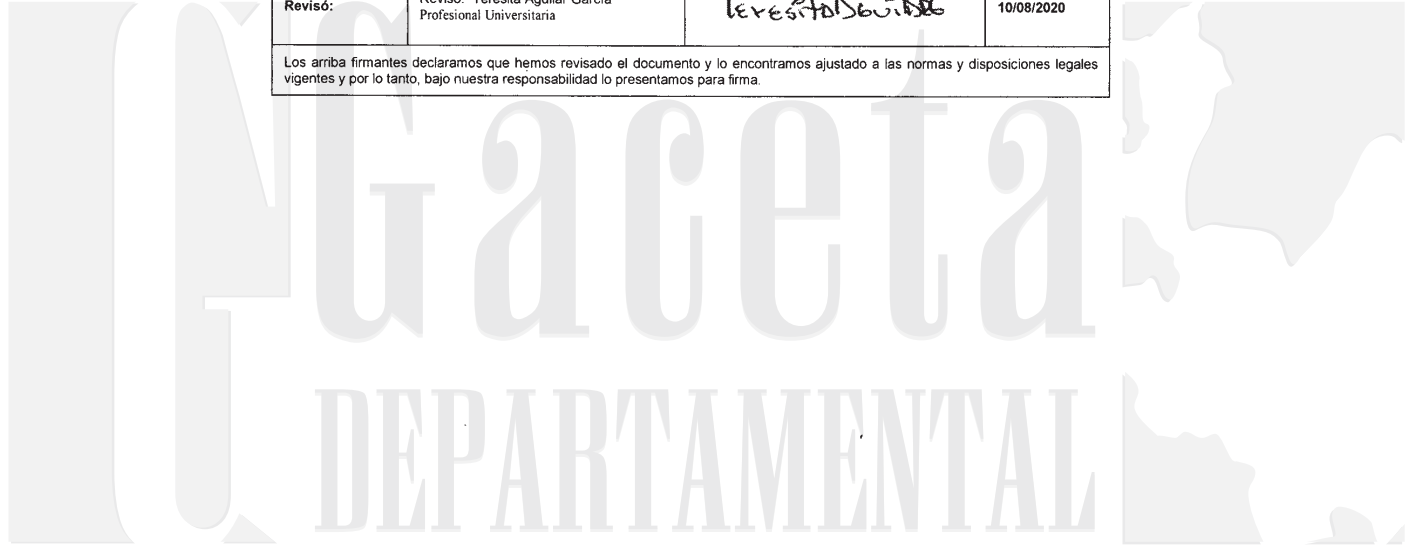 Revisó:
Revisó: Teresita Aguilar García
Profesional Universitaria
Teresita Aguilar G
10/08/2020
Los arriba firmantes declaramos que hemos revisado el documento y lo encontramos ajustado a las normas y disposiciones legales
vigentes y por lo tanto, bajo nuestra responsabilidad lo presentamos para firma.
Gaceta
DEPARTAMENTAL